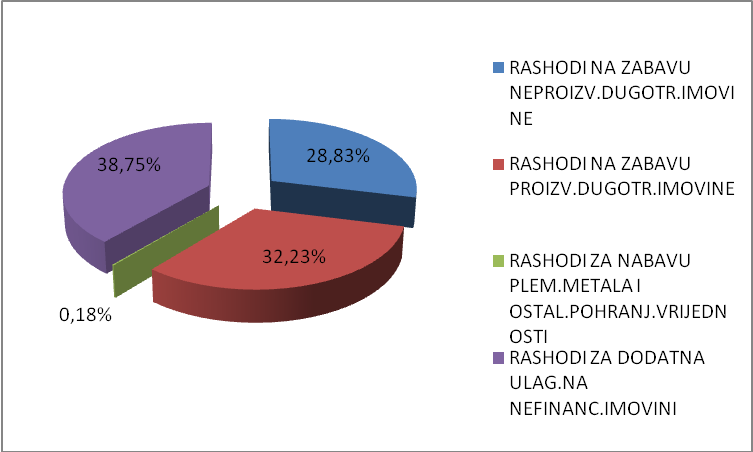 38,75%
28,83%
32,23%
0,18%
RASHODI NA ZABAVU
NEPROIZV.DUGOTR.IMOVI
NE
RASHODI NA ZABAVU
PROIZV.DUGOTR.IMOVINE
RASHODI ZA NABAVU
PLEM.METALA I
OSTAL.POHRANJ.VRIJEDN
OSTI
RASHODI ZA DODATNA
ULAG.NA
NEFINANC.IMOVINI